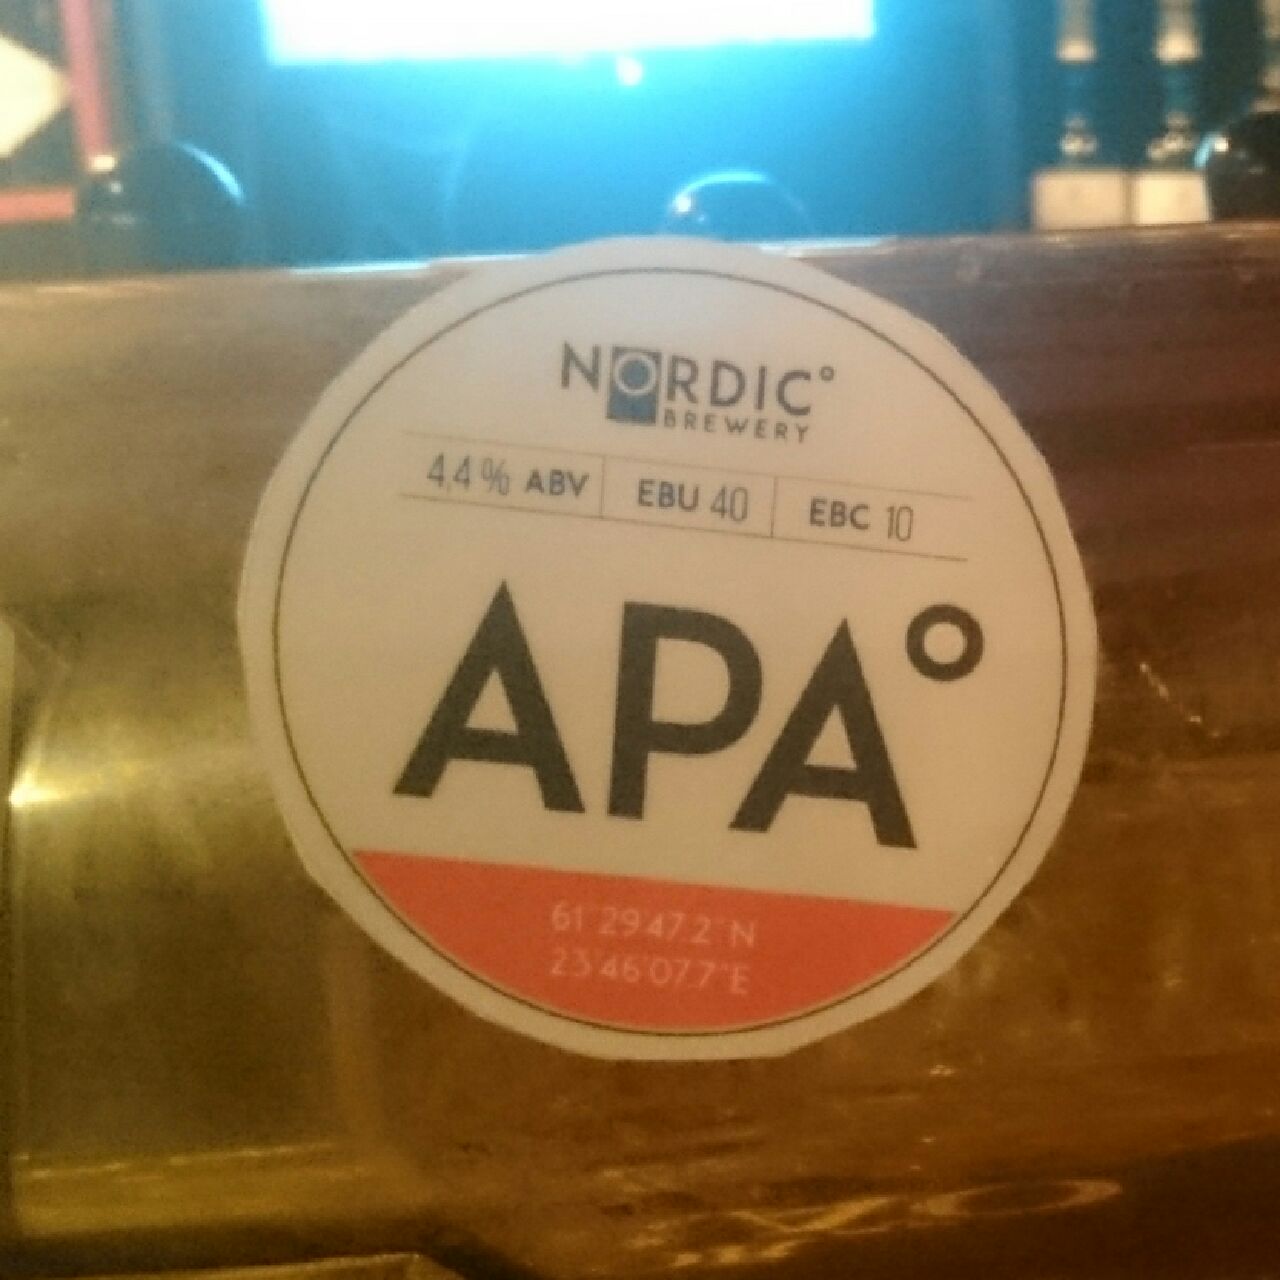 NORDIC°
BREWERY
4,4% ABV EBU 40 EBC 10
APA°
61°29'47.2"N
23°46'07.7"E